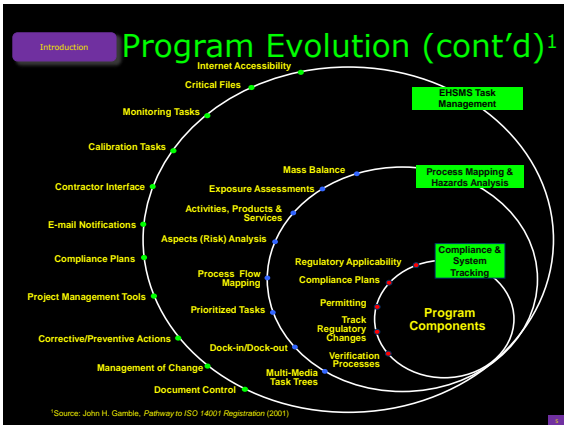 Introduction
Program Evolution (cont'd)1
Internet Accessibility
Critical Files
Monitoring Tasks
Calibration Tasks
Contractor Interface
E-mail Notifications
Compliance Plans
Project Management Tools
Corrective/Preventive Actions
Management of Change
Document Control
EHSMS Task
Management
Mass Balance
Exposure Assessments
Activities, Products &
Services
Aspects (Risk) Analysis
Process Flow
Mapping
Prioritized Tasks
Dock-in/Dock-out
Multi-Media
Task Trees
Process Mapping &
Hazards Analysis
Regulatory Applicability
Compliance Plans
Permitting
Track
Regulatory
Changes
Verification
Processes
Compliance &
System
Tracking
Program
Components
1Source: John H. Gamble, Pathway to ISO 14001 Registration (2001)
5